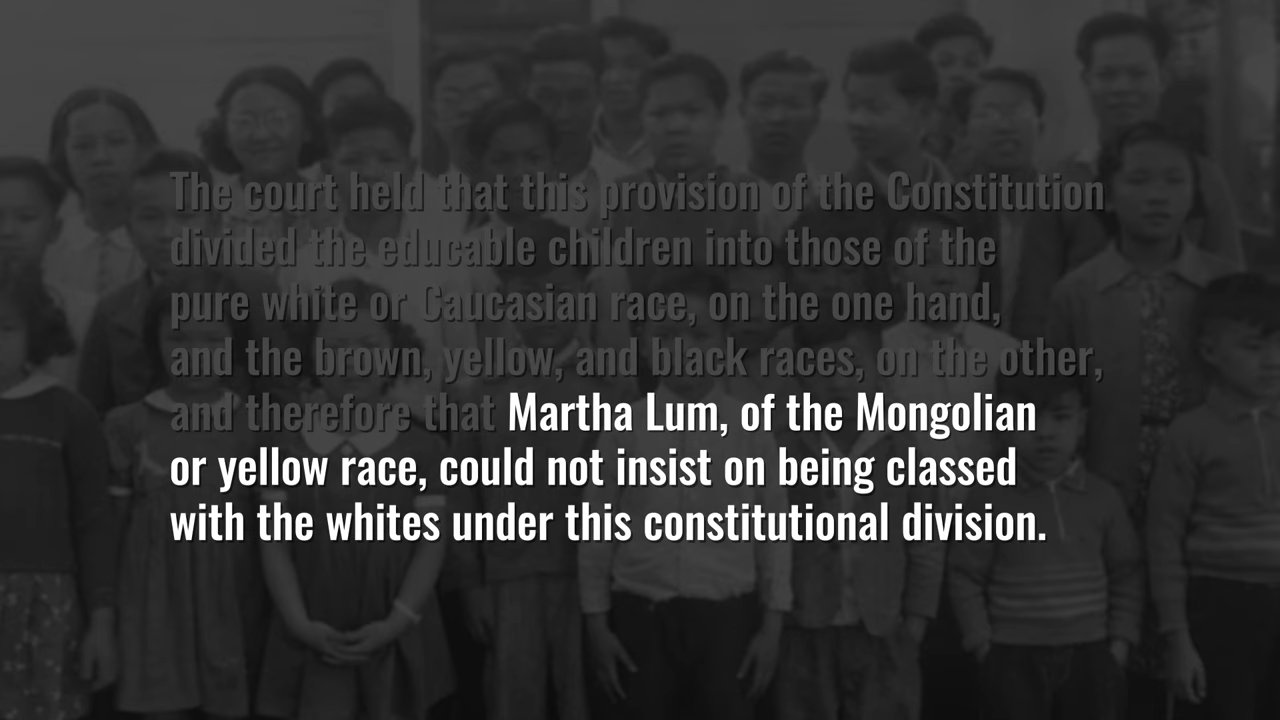 The court held that this provision of the Constitution
divided the educable children into those of the
pure white or Caucasian race, on the one hand,
and the brown, yellow, and black races, on the other,
and therefore that Martha Lum, of the Mongolian
or yellow race, could not insist on being classed
with the whites under this constitutional division.